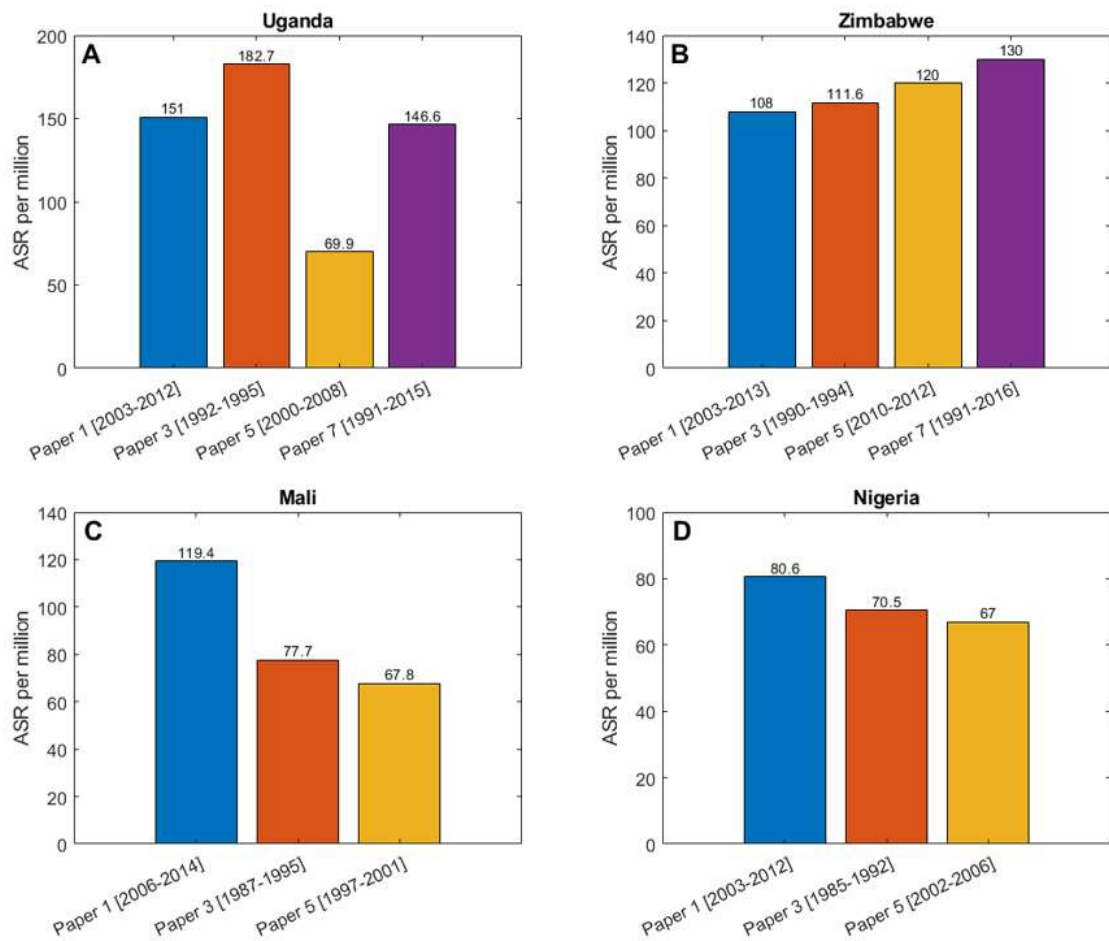 Uganda
A
ASR per million
200
150
100
50
0
151
182.7
69.9
146.6
Paper 1 [2003-2012]
Paper 3 [1992-1995]
Paper 5 [2000-2008]
Paper 7 [1991-2015]
Zimbabwe
B
ASR per million
140
120
100
80
60
40
20
0
108
111.6
120
130
Paper 1 [2003-2013]
Paper 3 [1990-1994]
Paper 5 [2010-2012]
Paper 7 [1991-2016]
Mali
C
ASR per million
140
120
100
80
60
40
20
0
119.4
77.7
67.8
Paper 1 [2006-2014]
Paper 3 [1987-1995]
Paper 5 [1997-2001]
Nigeria
D
ASR per million
100
80
60
40
20
0
80.6
70.5
67
Paper 1 [2003-2012]
Paper 3 [1985-1992]
Paper 5 [2002-2006]